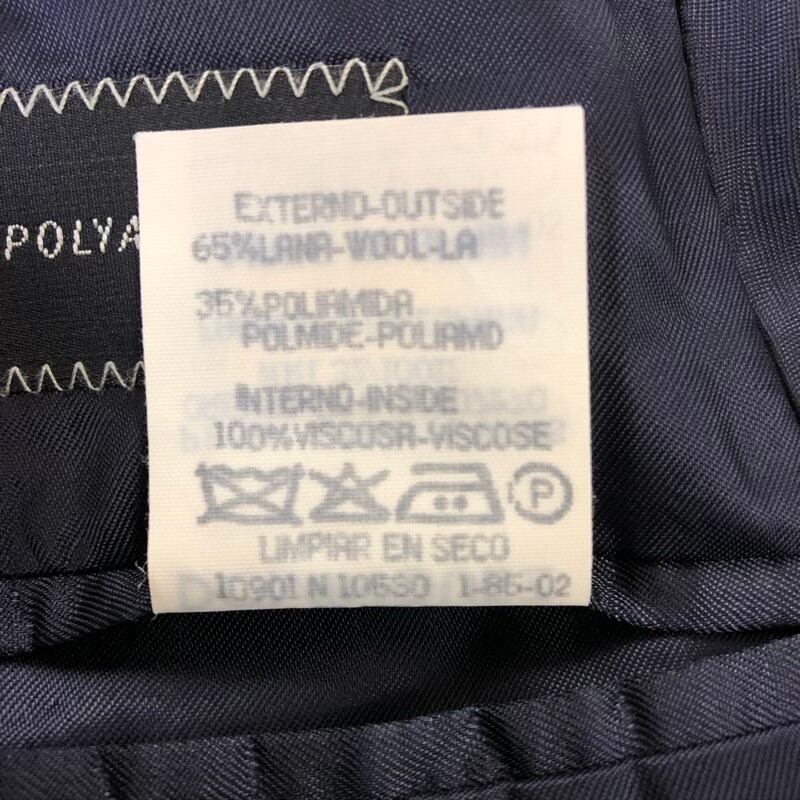 POLYA
EXTERNO-OUTSIDE
65%LANA-WOOL-LA
35%POLIAMIDA
POLMIDE-POLIAMD
INTERNO-INSIDE
100%VISCOSA-VISCOSE
P
LIMPIAR EN SECO
10901 N 10530 1-85-02